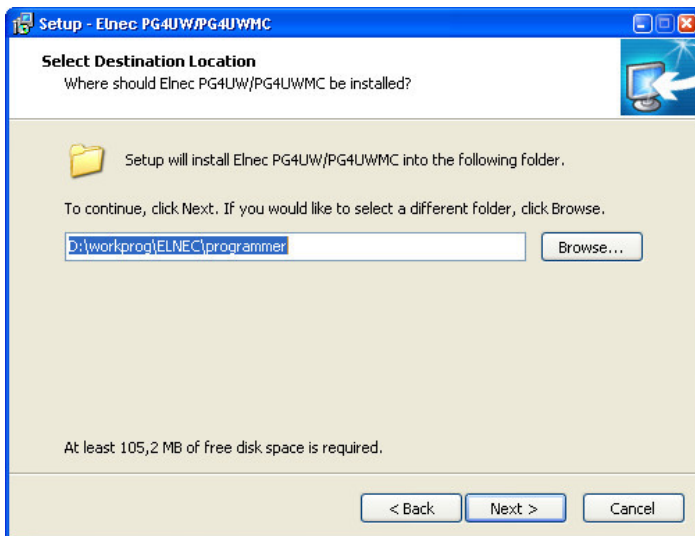 Setup - Elnec PG4UW/PG4UWMC
Select Destination Location
Where should Elnec PG4UW/PG4UWMC be installed?
Setup will install Elnec PG4UW/PG4UWMC into the following folder.
To continue, click Next. If you would like to select a different folder, click Browse.
D:\workprog\ELNEC\programmer
Browse...
At least 105,2 MB of free disk space is required.
< Back
Next >
Cancel